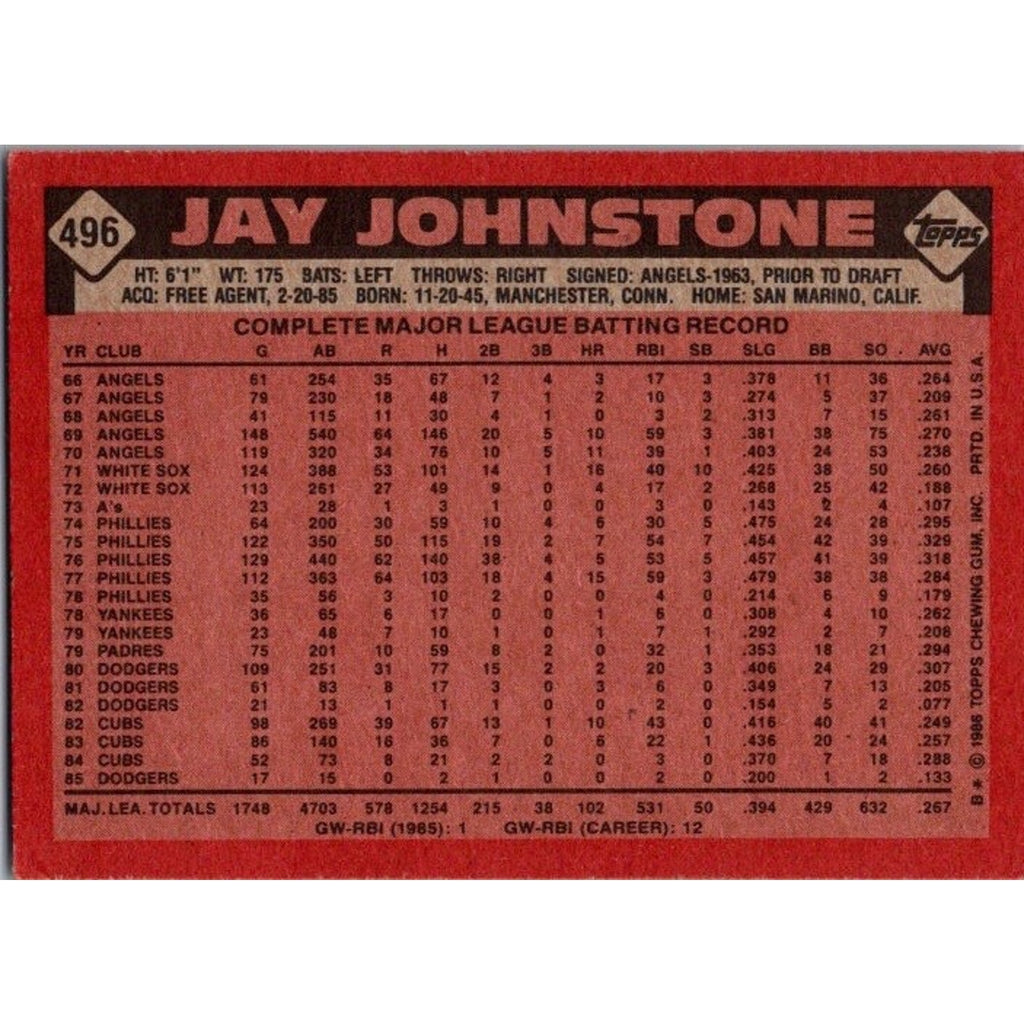 496 JAY JOHNSTONE Topps
HT: 6'1" WT: 175 BATS: LEFT THROWS: RIGHT SIGNED: ANGELS-1963, PRIOR TO DRAFT
ACQ: FREE AGENT, 2-20-85 BORN: 11-20-45, MANCHESTER, CONN. HOME: SAN MARINO, CALIF.
COMPLETE MAJOR LEAGUE BATTING RECORD
YR CLUB G AB R H 2B 3B HR RBI SB SLG BB SO AVG
66 ANGELS 61 254 35 67 12 4 3 17 3 .378 11 36 .264
67 ANGELS 79 230 18 48 7 1 2 10 3 .274 5 37 .209
68 ANGELS 41 115 11 30 4 1 0 3 2 .313 7 15 .261
69 ANGELS 148 540 64 146 20 5 10 59 3 .381 38 75 .270
70 ANGELS 119 320 34 76 10 5 11 39 1 .403 24 53 .238
71 WHITE SOX 124 388 53 101 14 1 16 40 10 .425 38 50 .260
72 WHITE SOX 113 261 27 49 9 0 4 17 2 .268 25 42 .188
73 A's 23 28 1 3 1 0 0 3 0 .143 2 4 .107
74 PHILLIES 64 200 30 59 10 4 6 30 5 .475 24 28 .295
75 PHILLIES 122 350 50 115 19 2 7 54 7 .454 42 39 .329
76 PHILLIES 129 440 62 140 38 4 5 53 5 .457 41 39 .318
77 PHILLIES 112 363 64 103 18 4 15 59 3 .479 38 38 .284
78 PHILLIES 35 56 3 10 2 0 0 4 0 .214 6 9 .179
78 YANKEES 36 65 6 17 0 0 1 6 0 .308 4 10 .262
79 YANKEES 23 48 7 10 1 0 1 7 1 .292 2 7 .208
79 PADRES 75 201 10 59 8 2 0 32 1 .353 18 21 .294
80 DODGERS 109 251 31 77 15 2 2 20 3 .406 24 29 .307
81 DODGERS 61 83 8 17 3 0 3 6 0 .349 7 13 .205
82 DODGERS 21 13 1 1 1 0 0 2 0 .154 5 2 .077
82 CUBS 98 269 39 67 13 1 10 43 0 .416 40 41 .249
83 CUBS 86 140 16 36 7 0 6 22 1 .436 20 24 .257
84 CUBS 52 73 8 21 2 2 0 3 0 .370 7 18 .288
85 DODGERS 17 15 0 2 1 0 0 2 0 .200 1 2 .133
MAJ. LEA. TOTALS 1748 4703 578 1254 215 38 102 531 50 .394 429 632 .267
GW-RBI (1985): 1 GW-RBI (CAREER): 12
B* © 1986 TOPPS CHEWING GUM, INC. PRTD. IN U.S.A.